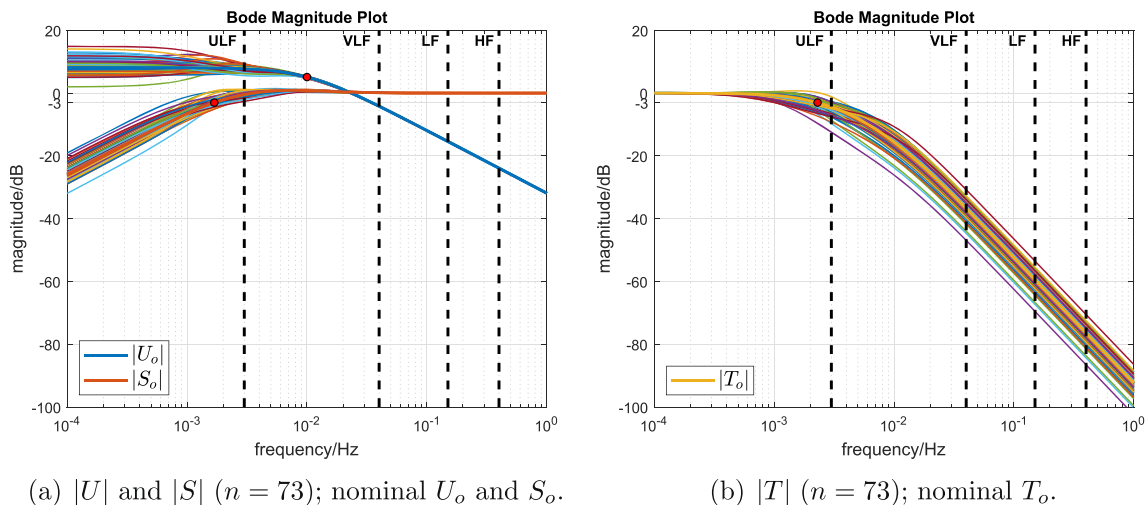 Bode Magnitude Plot
ULF VLF LF HF
20
0
-3
-20
-40
-60
-80
-100
magnitude/dB
|U_o|
|S_o|
10^-4 10^-3 10^-2 10^-1 10^0
frequency/Hz
(a) |U| and |S| (n = 73); nominal U_o and S_o.
Bode Magnitude Plot
ULF VLF LF HF
20
0
-3
-20
-40
-60
-80
-100
magnitude/dB
|T_o|
10^-4 10^-3 10^-2 10^-1 10^0
frequency/Hz
(b) |T| (n = 73); nominal T_o.